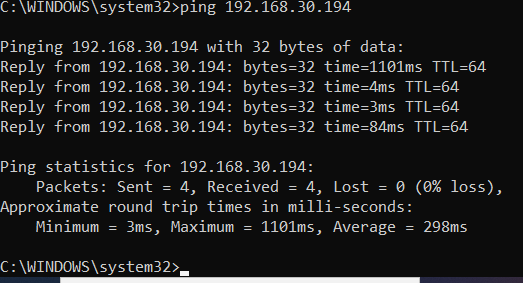 C:\WINDOWS\system32>ping 192.168.30.194
Pinging 192.168.30.194 with 32 bytes of data:
Reply from 192.168.30.194: bytes=32 time=1101ms TTL=64
Reply from 192.168.30.194: bytes=32 time=4ms TTL=64
Reply from 192.168.30.194: bytes=32 time=3ms TTL=64
Reply from 192.168.30.194: bytes=32 time=84ms TTL=64
Ping statistics for 192.168.30.194:
Packets: Sent = 4, Received = 4, Lost = 0 (0% loss),
Approximate round trip times in milli-seconds:
Minimum = 3ms, Maximum = 1101ms, Average = 298ms
C:\WINDOWS\system32>